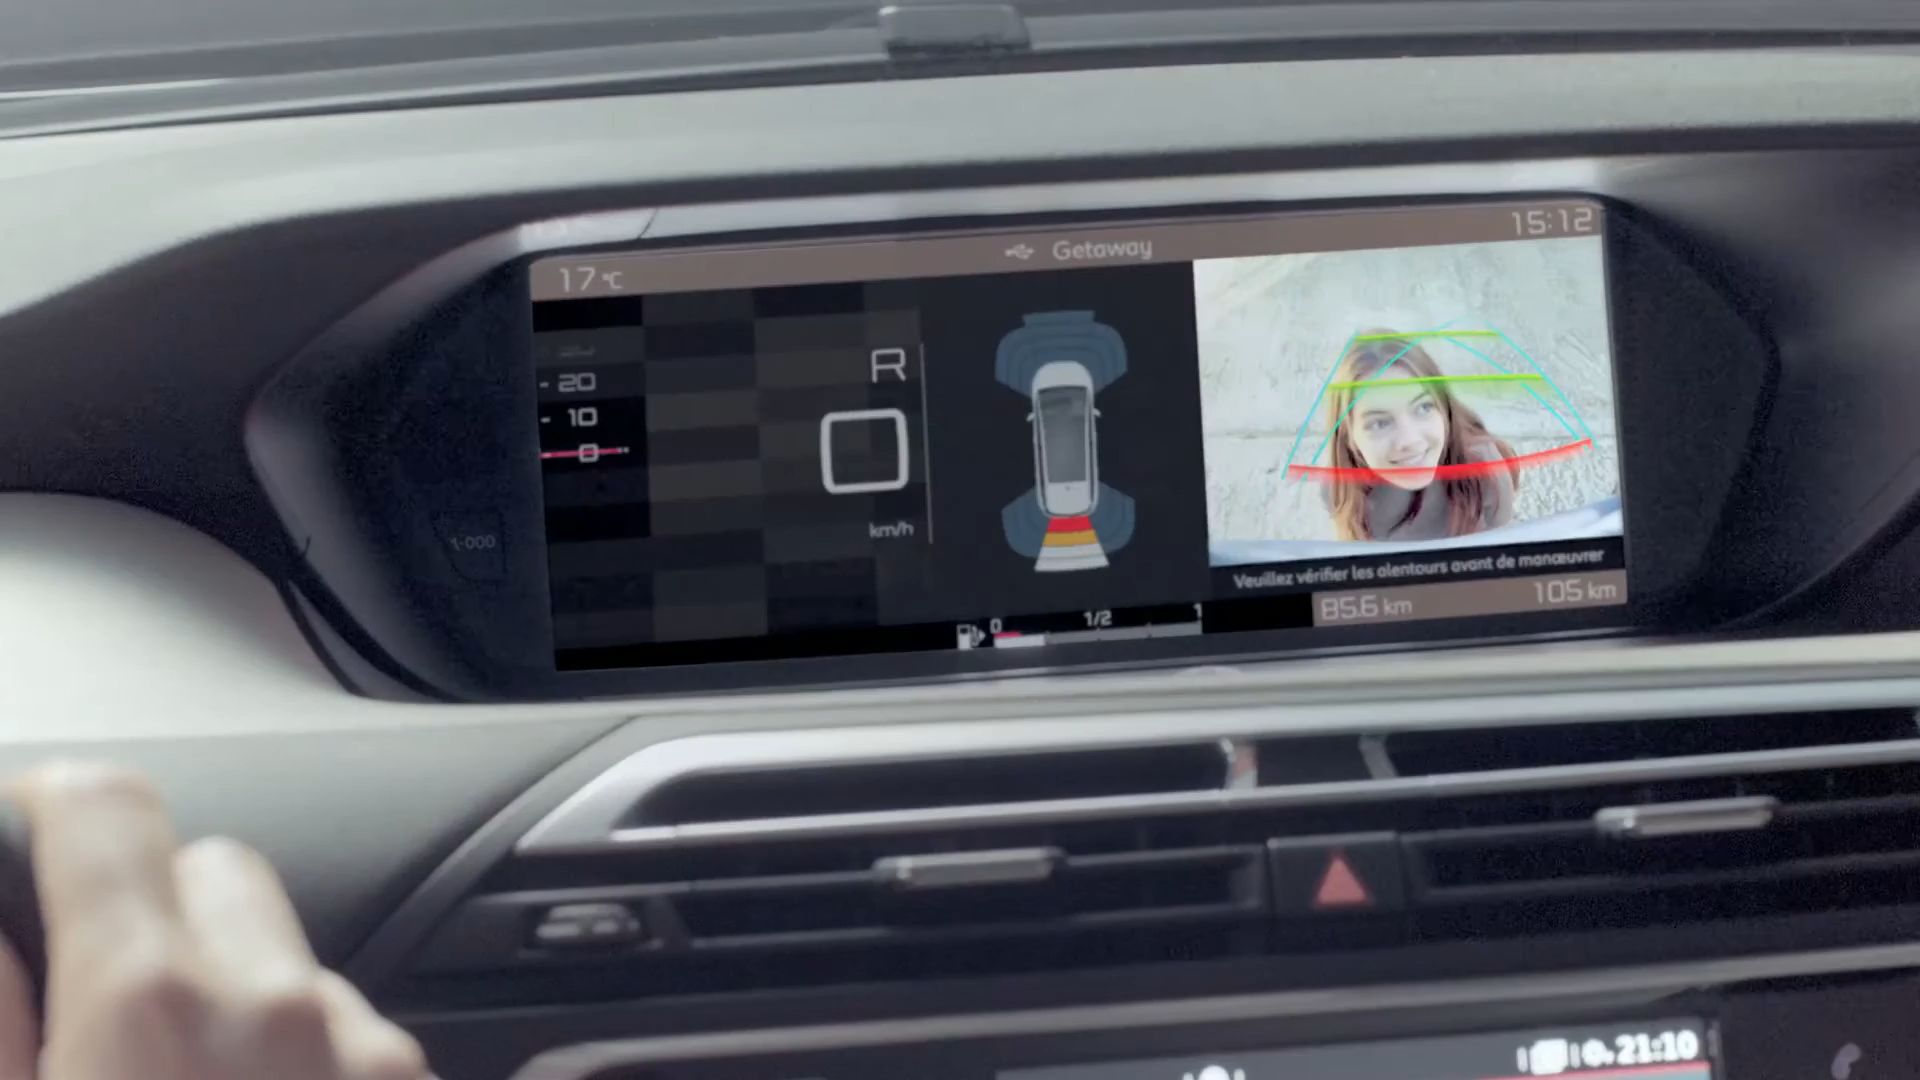 Getaway
15:12
17 °C
R
- 20
- 10
0
0
km/h
Veuillez vérifier les alentours avant de manœuvrer
0 1/2 1
85.6 km 105 km
1-000
21:10